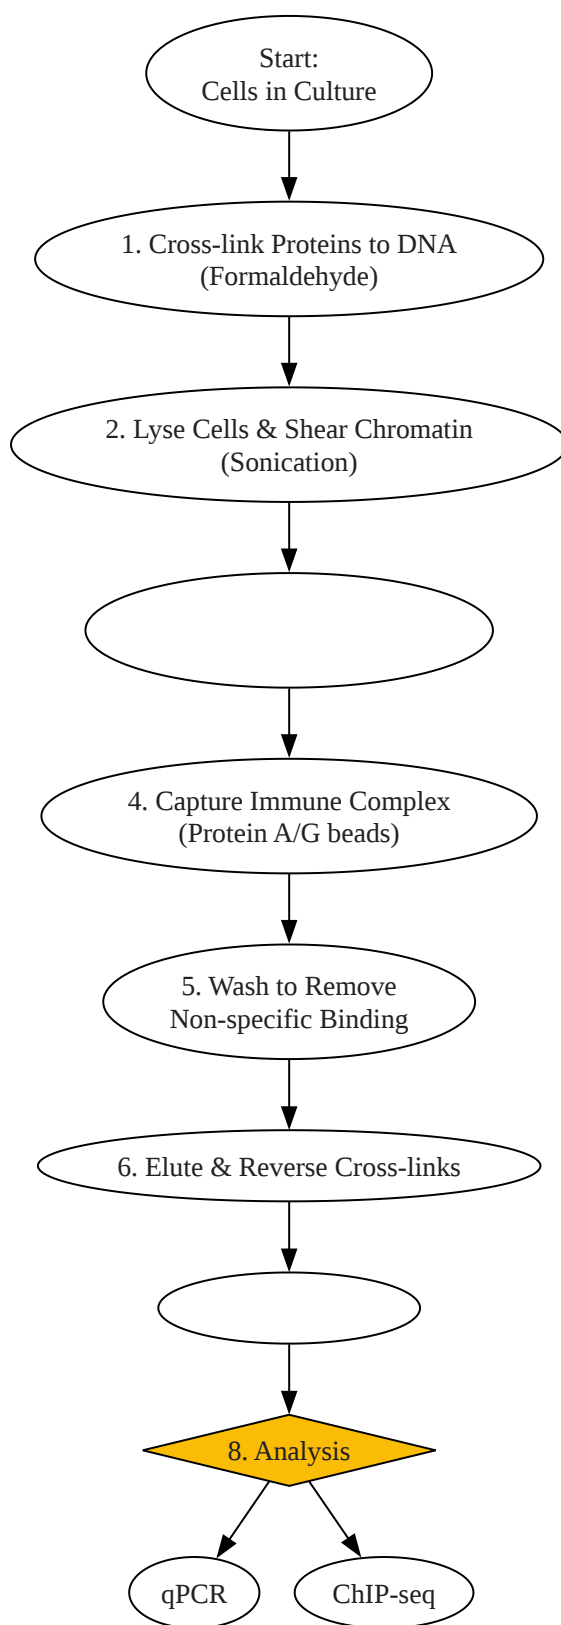 Start:
Cells in Culture
1. Cross-link Proteins to DNA
(Formaldehyde)
2. Lyse Cells & Shear Chromatin
(Sonication)
4. Capture Immune Complex
(Protein A/G beads)
5. Wash to Remove
Non-specific Binding
6. Elute & Reverse Cross-links
8. Analysis
qPCR
ChIP-seq